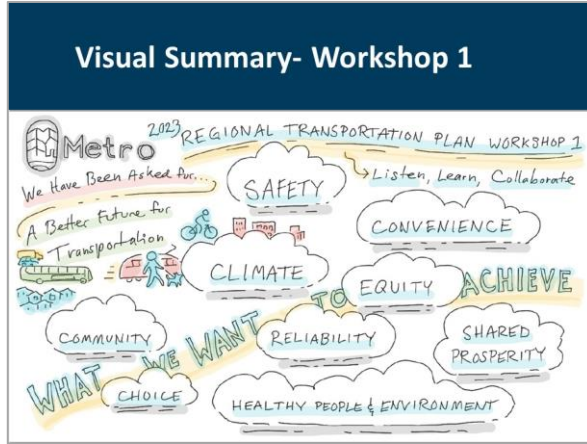 Visual Summary- Workshop 1
Metro
2023 REGIONAL TRANSPORTATION PLAN WORKSHOP 1
We Have Been Asked for...
Listen, Learn, Collaborate
A Better Future for
Transportation
SAFETY
CONVENIENCE
CLIMATE
EQUITY
WHAT WE WANT TO ACHIEVE
COMMUNITY
RELIABILITY
SHARED
PROSPERITY
CHOICE
HEALTHY PEOPLE & ENVIRONMENT